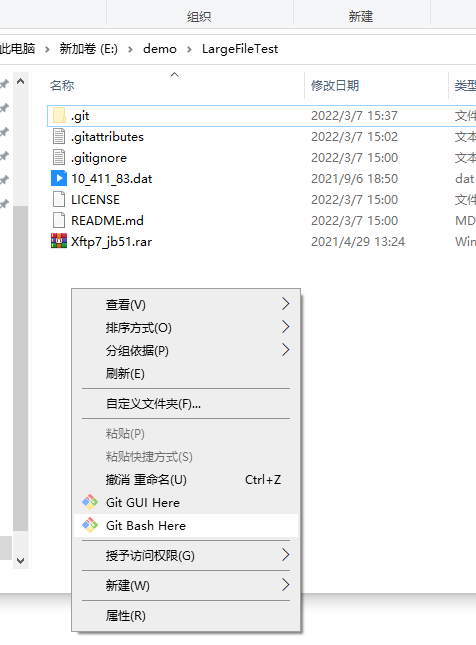 组织 新建
此电脑 新加卷 (E:) demo LargeFileTest
名称 修改日期 类型
.git 2022/3/7 15:37 文件
.gitattributes 2022/3/7 15:02 文本
.gitignore 2022/3/7 15:00 文本
10_411_83.dat 2021/9/6 18:50 dat
LICENSE 2022/3/7 15:00 文件
README.md 2022/3/7 15:00 MD
Xftp7_jb51.rar 2021/4/29 13:24 Win
查看(V)
排序方式(O)
分组依据(P)
刷新(E)
自定义文件夹(F)...
粘贴(P)
粘贴快捷方式(S)
撤消 重命名(U) Ctrl+Z
Git GUI Here
Git Bash Here
授予访问权限(G)
新建(W)
属性(R)